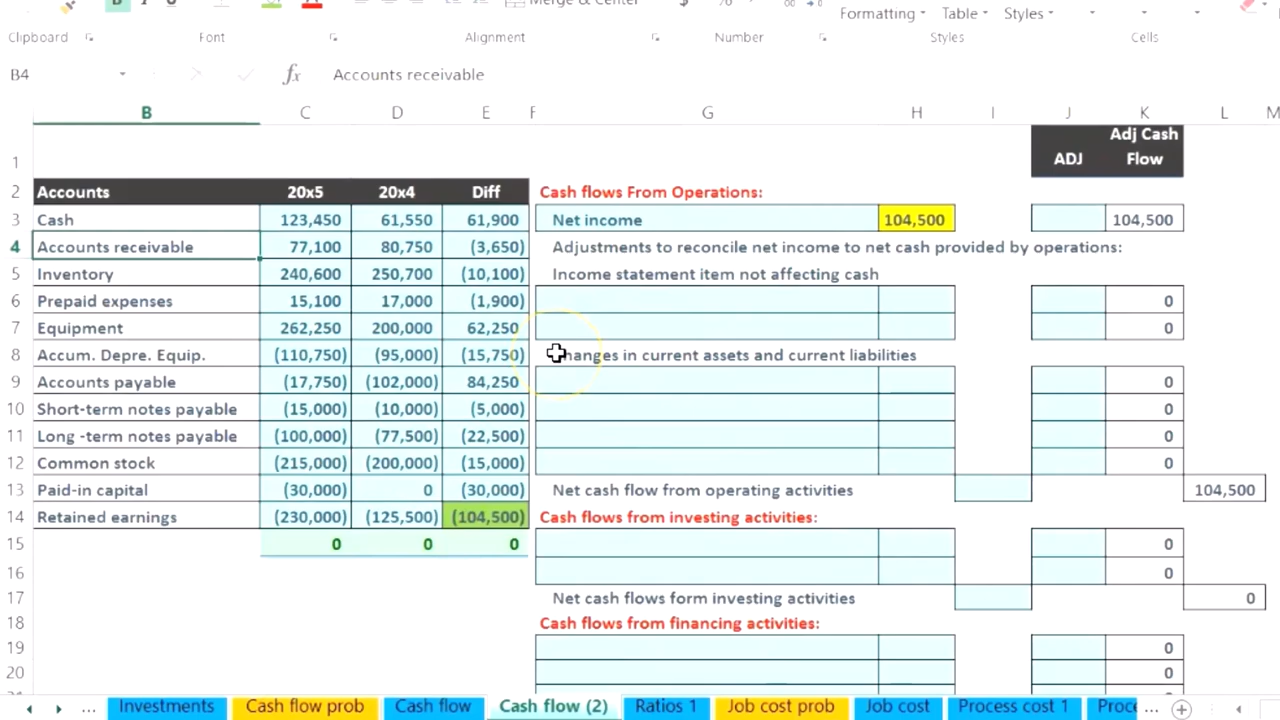 Merge & Center
Formatting Table Styles
Clipboard Font Alignment Number Styles Cells
B4 fx Accounts receivable
B C D E F G H I J K L M
1 ADJ Adj Cash Flow
2 Accounts 20x5 20x4 Diff Cash flows From Operations:
3 Cash 123,450 61,550 61,900 Net income 104,500 104,500
4 Accounts receivable 77,100 80,750 (3,650) Adjustments to reconcile net income to net cash provided by operations:
5 Inventory 240,600 250,700 (10,100) Income statement item not affecting cash
6 Prepaid expenses 15,100 17,000 (1,900) 0
7 Equipment 262,250 200,000 62,250 0
8 Accum. Depre. Equip. (110,750) (95,000) (15,750) Changes in current assets and current liabilities
9 Accounts payable (17,750) (102,000) 84,250 0
10 Short-term notes payable (15,000) (10,000) (5,000) 0
11 Long -term notes payable (100,000) (77,500) (22,500) 0
12 Common stock (215,000) (200,000) (15,000) 0
13 Paid-in capital (30,000) 0 (30,000) Net cash flow from operating activities 104,500
14 Retained earnings (230,000) (125,500) (104,500) Cash flows from investing activities:
15 0 0 0 0
16 0
17 Net cash flows form investing activities 0
18 Cash flows from financing activities:
19 0
20 0
... Investments Cash flow prob Cash flow Cash flow (2) Ratios 1 Job cost prob Job cost Process cost 1 Proce ...